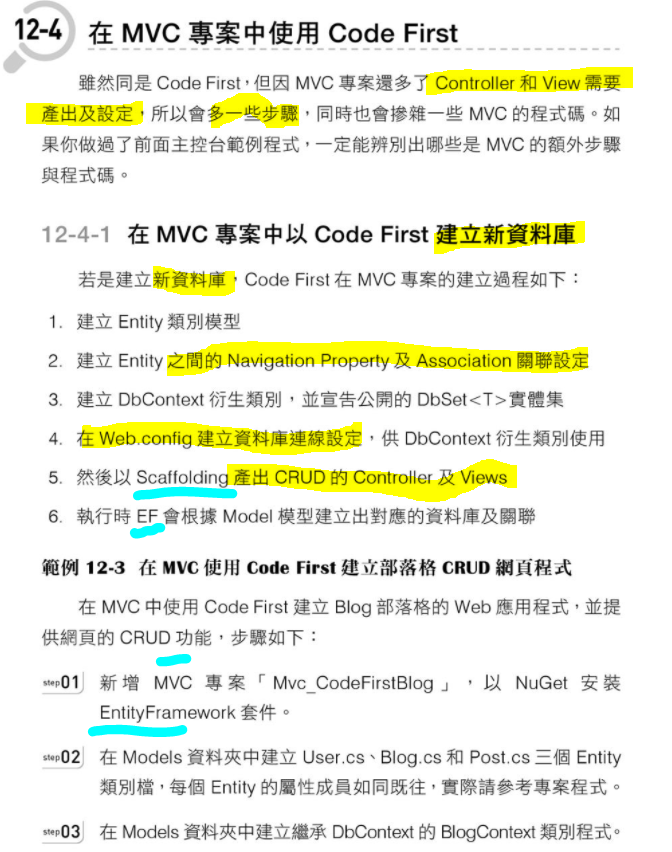 12-4 在 MVC 專案中使用 Code First
雖然同是 Code First，但因 MVC 專案還多了 Controller 和 View 需要
產出及設定，所以會多一些步驟，同時也會摻雜一些 MVC 的程式碼。如
果你做過了前面主控台範例程式，一定能辨別出哪些是 MVC 的額外步驟
與程式碼。
12-4-1 在 MVC 專案中以 Code First 建立新資料庫
若是建立新資料庫，Code First 在 MVC 專案的建立過程如下：
1. 建立 Entity 類別模型
2. 建立 Entity 之間的 Navigation Property 及 Association 關聯設定
3. 建立 DbContext 衍生類別，並宣告公開的 DbSet<T>實體集
4. 在 Web.config 建立資料庫連線設定，供 DbContext 衍生類別使用
5. 然後以 Scaffolding 產出 CRUD 的 Controller 及 Views
6. 執行時 EF 會根據 Model 模型建立出對應的資料庫及關聯
範例 12-3 在 MVC 使用 Code First 建立部落格 CRUD 網頁程式
在 MVC 中使用 Code First 建立 Blog 部落格的 Web 應用程式，並提
供網頁的 CRUD 功能，步驟如下：
step01 新增 MVC 專案「Mvc_CodeFirstBlog」，以 NuGet 安裝
EntityFramework 套件。
step02 在 Models 資料夾中建立 User.cs、Blog.cs 和 Post.cs 三個 Entity
類別檔，每個 Entity 的屬性成員如同既往，實際請參考專案程式。
step03 在 Models 資料夾中建立繼承 DbContext 的 BlogContext 類別程式。